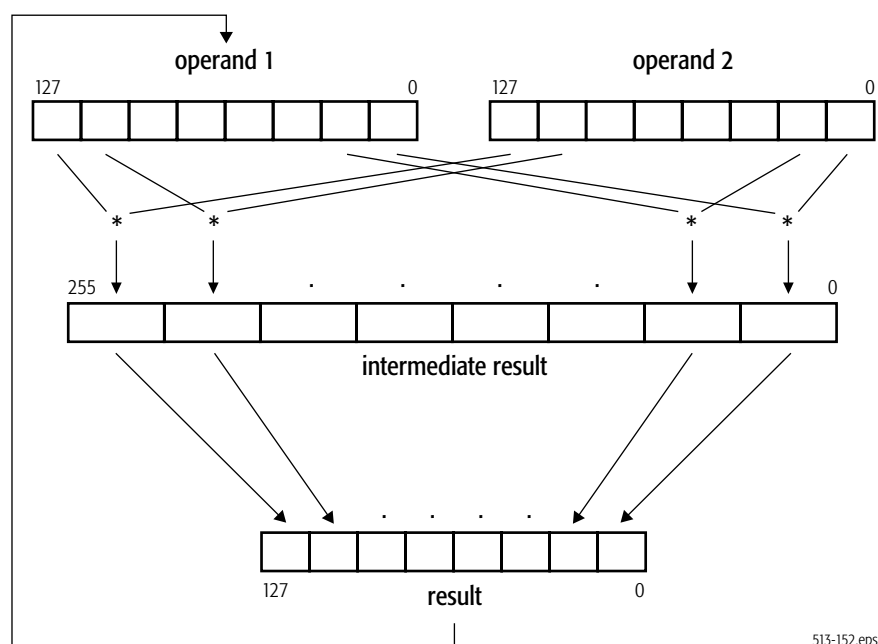 operand 1 operand 2
127 0 127 0
* * * *
255 . . . . 0
intermediate result
. . . .
127 result 0
513-152.eps